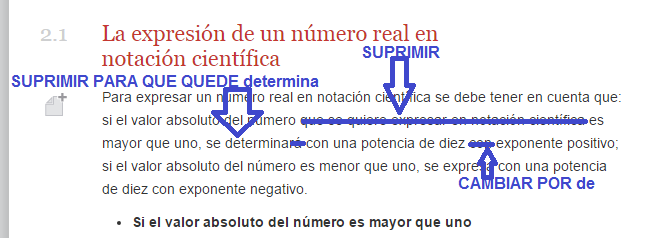 2.1 La expresión de un número real en
notación científica
SUPRIMIR
SUPRIMIR PARA QUE QUEDE determina
Para expresar un número real en notación científica se debe tener en cuenta que:
si el valor absoluto del número que se quiere expresar en notación científica es
mayor que uno, se determinará con una potencia de diez con exponente positivo;
si el valor absoluto del número es menor que uno, se expresa con una potencia
de diez con exponente negativo.
CAMBIAR POR de
• Si el valor absoluto del número es mayor que uno